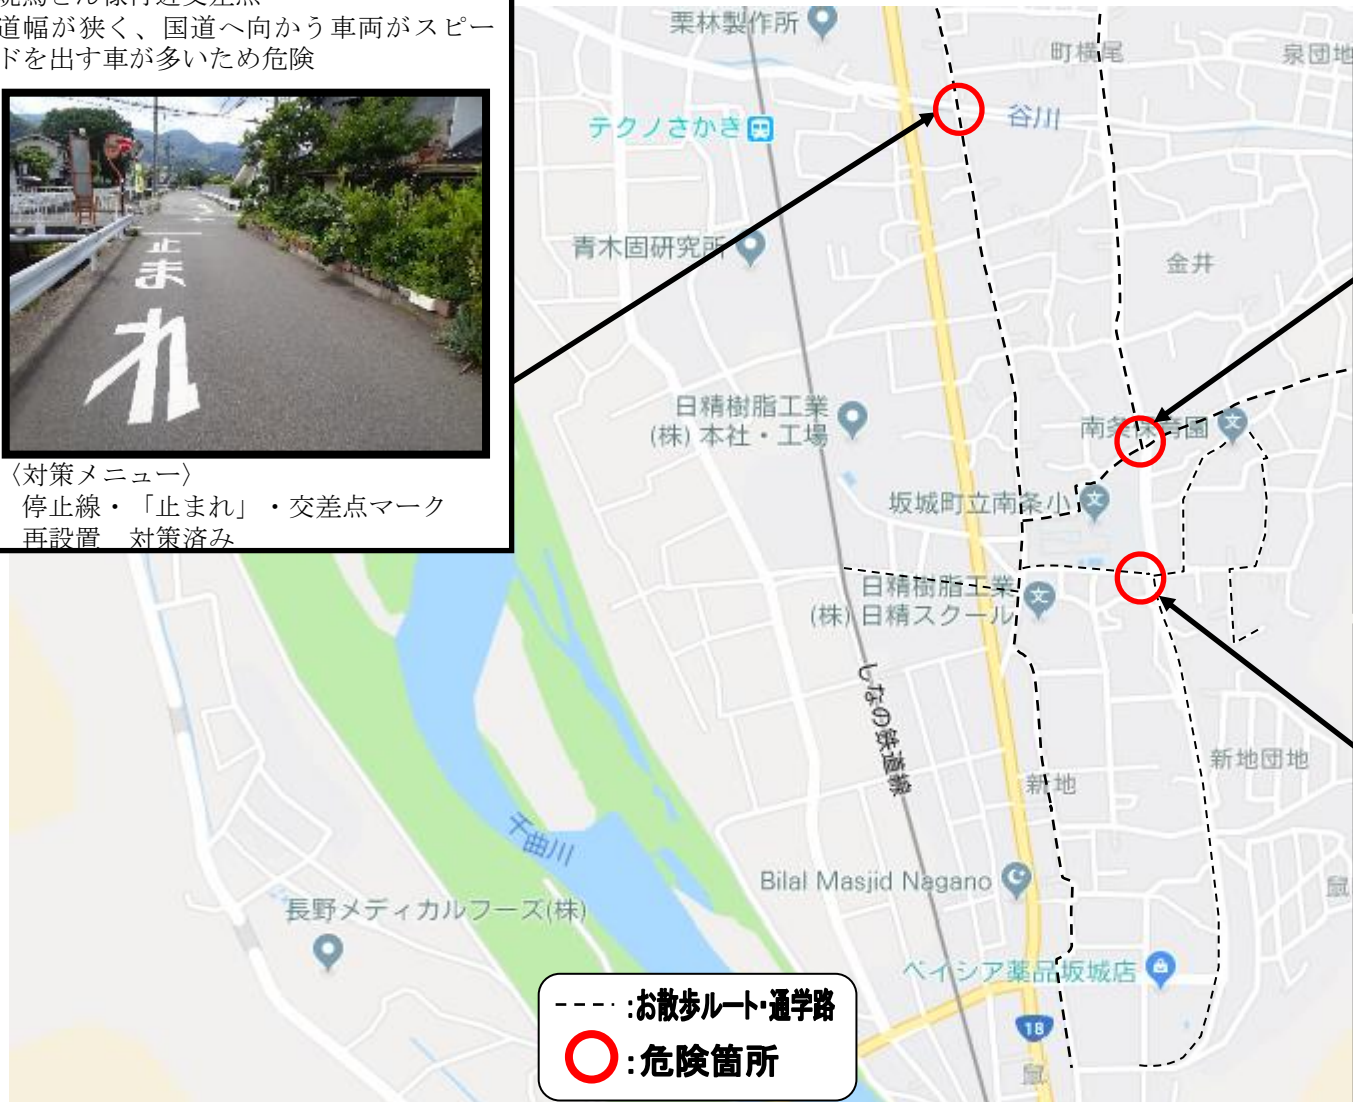 道幅が狭く、国道へ向かう車両がスピー
ドを出す車が多いため危険
止まれ
〈対策メニュー〉
停止線・「止まれ」・交差点マーク
再設置　対策済み
栗林製作所
町横尾
泉団地
テクノさかき
谷川
青木固研究所
金井
日精樹脂工業
(株) 本社・工場
南条保育園
坂城町立南条小
日精樹脂工業
(株) 日精スクール
しなの鉄道線
新地団地
新地
千曲川
Bilal Masjid Nagano
長野メディカルフーズ(株)
鼠
ベイシア薬品坂城店
18
鼠
:お散歩ルート・通学路
:危険箇所